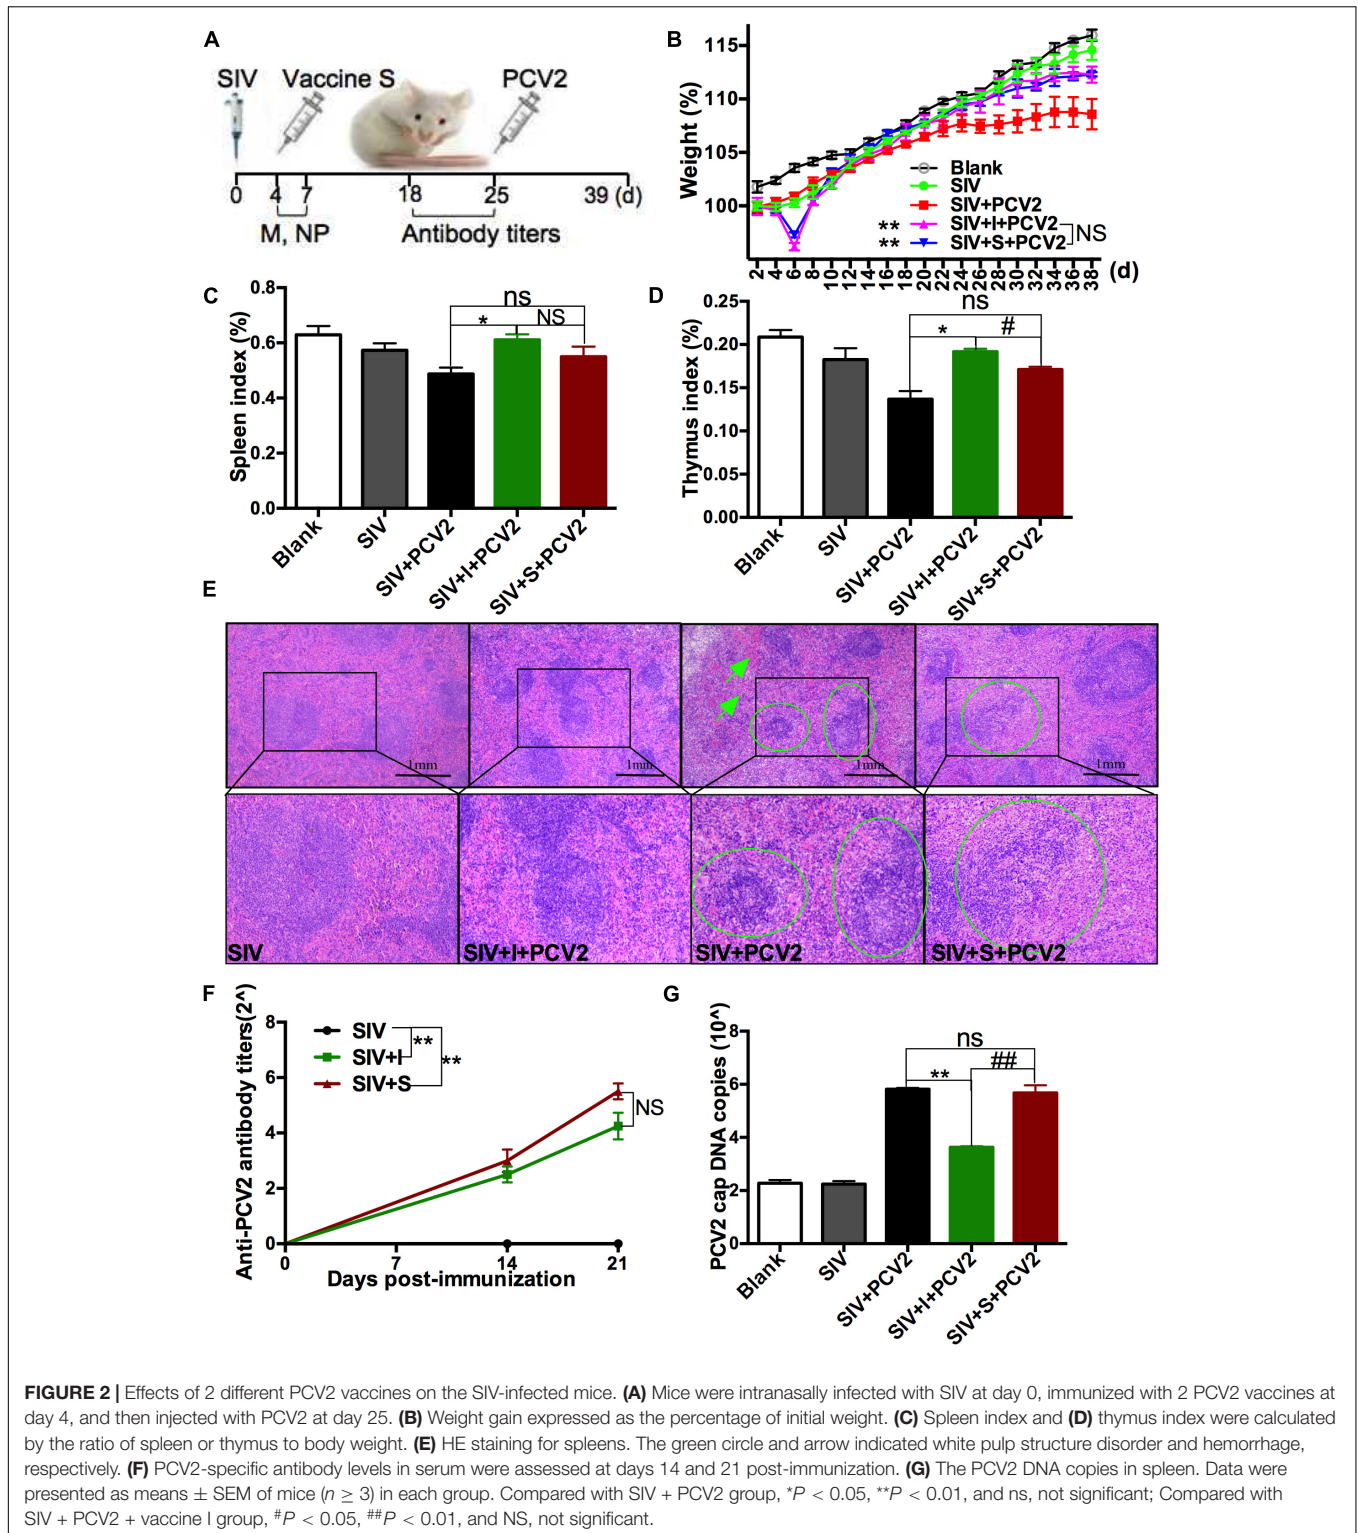 A
SIV Vaccine S PCV2
0 4 7 18 25 39 (d)
M, NP Antibody titers
B
Weight (%)
115
110
105
100
Blank
SIV
SIV+PCV2
** SIV+I+PCV2
** SIV+S+PCV2
NS
2 4 6 8 10 12 14 16 18 20 22 24 26 28 30 32 34 36 38 (d)
C
Spleen index (%)
0.8
0.6
0.4
0.2
0.0
ns
* NS
Blank SIV SIV+PCV2 SIV+I+PCV2 SIV+S+PCV2
D
Thymus index (%)
0.25
0.20
0.15
0.10
0.05
0.00
ns
* #
Blank SIV SIV+PCV2 SIV+I+PCV2 SIV+S+PCV2
E
1mm 1mm 1mm 1mm
SIV SIV+I+PCV2 SIV+PCV2 SIV+S+PCV2
F
Anti-PCV2 antibody titers(2^)
8
6
4
2
0
SIV
SIV+I
SIV+S
**
**
NS
0 7 14 21
Days post-immunization
G
PCV2 cap DNA copies (10^)
8
6
4
2
0
ns
** ##
Blank SIV SIV+PCV2 SIV+I+PCV2 SIV+S+PCV2
FIGURE 2 | Effects of 2 different PCV2 vaccines on the SIV-infected mice. (A) Mice were intranasally infected with SIV at day 0, immunized with 2 PCV2 vaccines at
day 4, and then injected with PCV2 at day 25. (B) Weight gain expressed as the percentage of initial weight. (C) Spleen index and (D) thymus index were calculated
by the ratio of spleen or thymus to body weight. (E) HE staining for spleens. The green circle and arrow indicated white pulp structure disorder and hemorrhage,
respectively. (F) PCV2-specific antibody levels in serum were assessed at days 14 and 21 post-immunization. (G) The PCV2 DNA copies in spleen. Data were
presented as means ± SEM of mice (n ≥ 3) in each group. Compared with SIV + PCV2 group, *P < 0.05, **P < 0.01, and ns, not significant; Compared with
SIV + PCV2 + vaccine I group, #P < 0.05, ##P < 0.01, and NS, not significant.